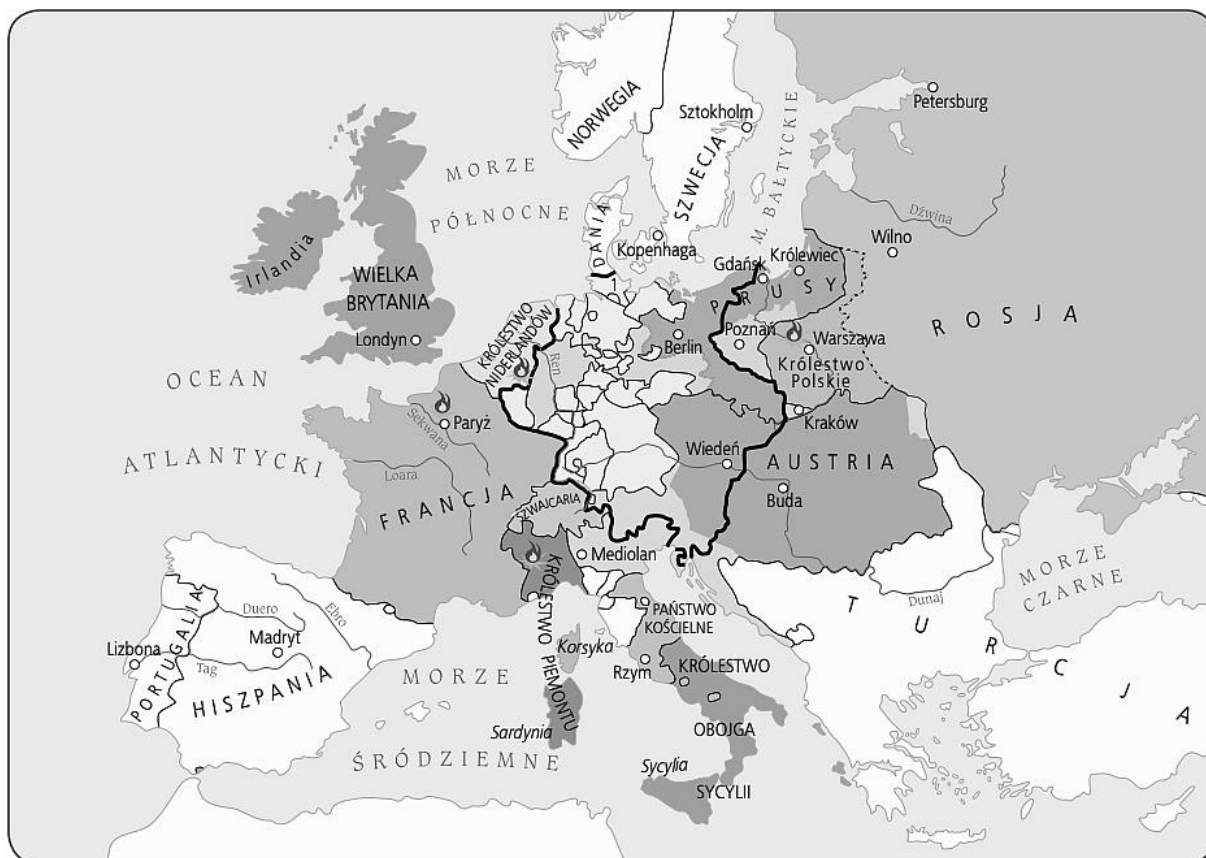 NORWEGIA
SZWECJA
Sztokholm
Petersburg
M. BAŁTYCKIE
MORZE
PÓŁNOCNE
DANIA
Kopenhaga
Dźwina
Wilno
Irlandia
WIELKA
BRYTANIA
Londyn
Gdańsk
Królewiec
PRUSY
ROSJA
KRÓLESTWO
NIDERLANDÓW
1
Ren
Berlin
Poznań
Warszawa
Królestwo
Polskie
OCEAN
ATLANTYCKI
Paryż
Sekwana
Loara
FRANCJA
Kraków
Wiedeń
AUSTRIA
Buda
SZWAJCARIA
Mediolan
KRÓLESTWO PIEMONTU
MORZE
CZARNE
Dunaj
TURCJA
Duero
Ebro
Lizbona
Madryt
Tag
PORTUGALIA
HISZPANIA
Korsyka
PAŃSTWO
KOŚCIELNE
Rzym
KRÓLESTWO
OBOJGA
SYCYLII
MORZE
ŚRÓDZIEMNE
Sardynia
Sycylia